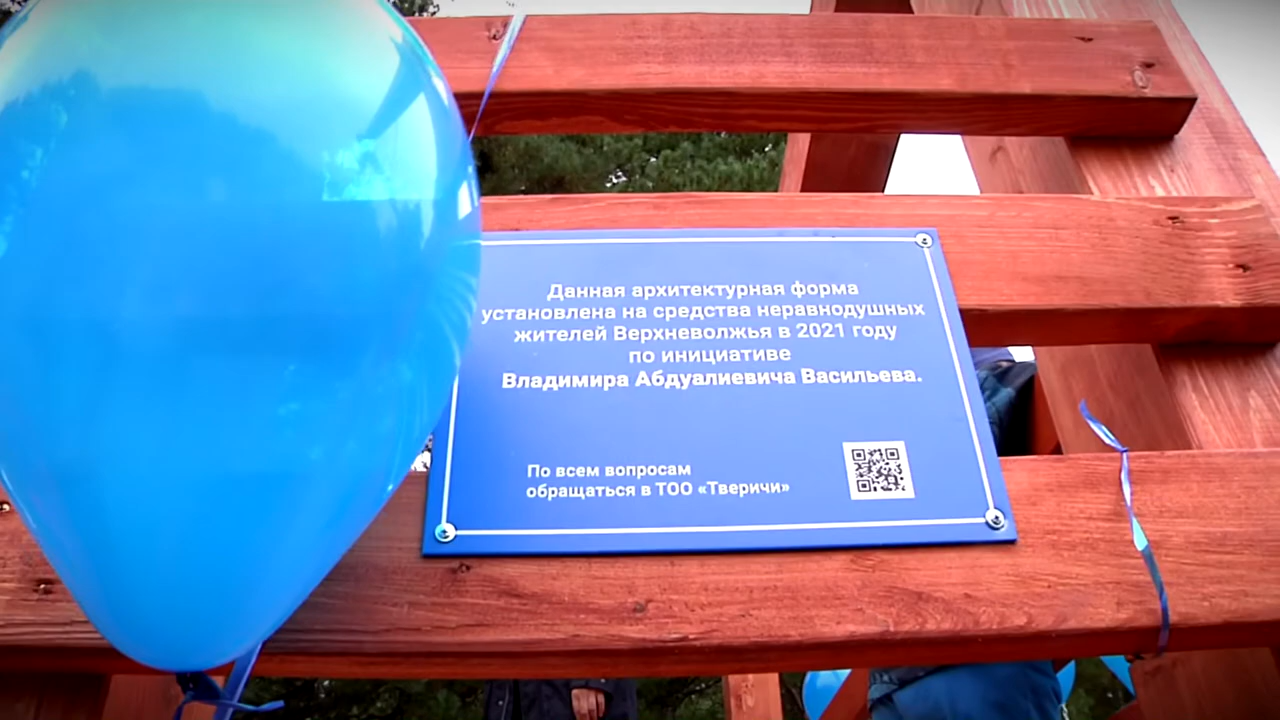 Данная архитектурная форма
установлена на средства неравнодушных
жителей Верхневолжья в 2021 году
по инициативе
Владимира Абдуалиевича Васильева.
По всем вопросам
обращаться в ТОО «Тверичи»